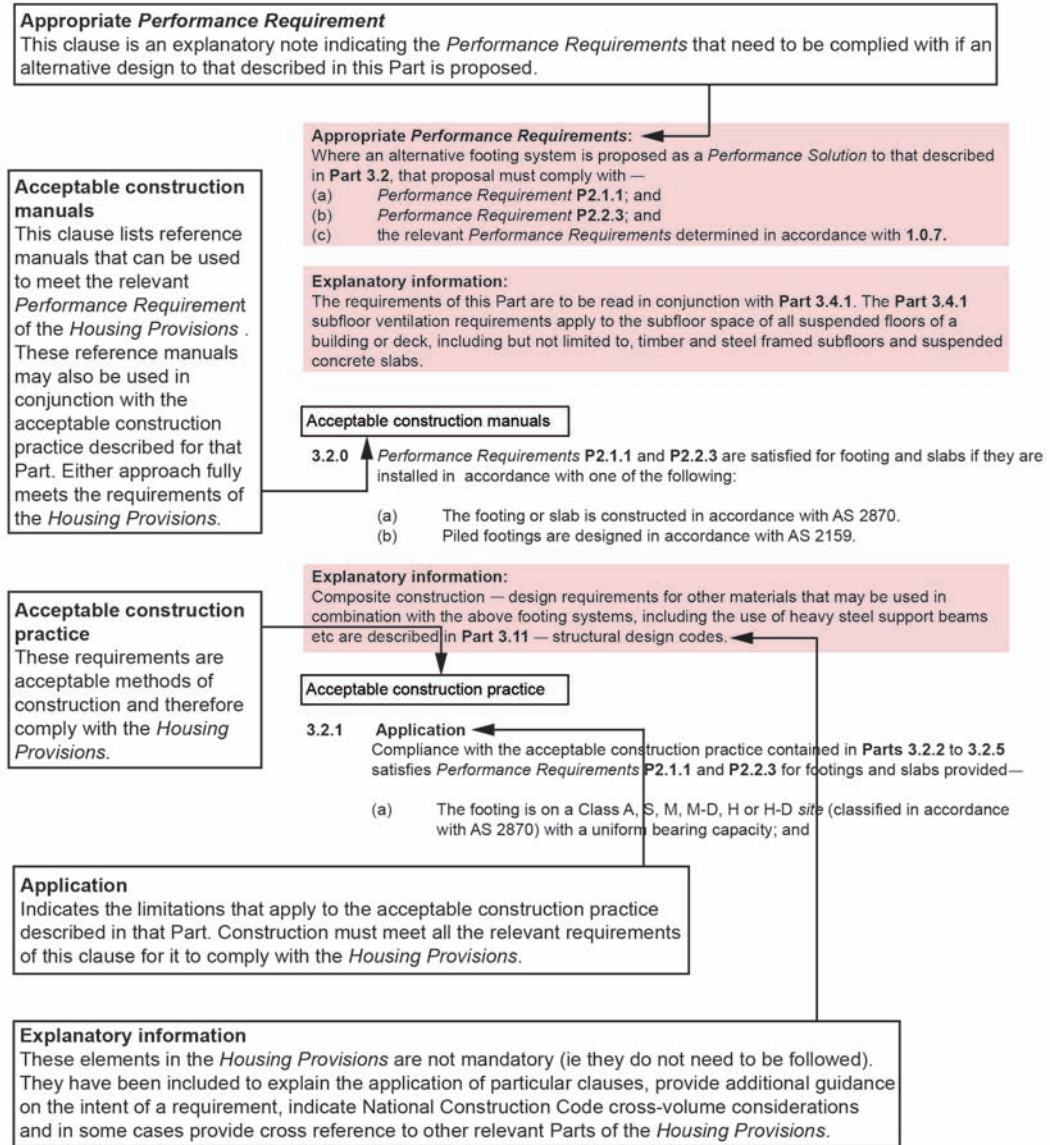 Appropriate Performance Requirement
This clause is an explanatory note indicating the Performance Requirements that need to be complied with if an
alternative design to that described in this Part is proposed.
Appropriate Performance Requirements:
Where an alternative footing system is proposed as a Performance Solution to that described
in Part 3.2, that proposal must comply with —
(a) Performance Requirement P2.1.1; and
(b) Performance Requirement P2.2.3; and
(c) the relevant Performance Requirements determined in accordance with 1.0.7.
Acceptable construction
manuals
This clause lists reference
manuals that can be used
to meet the relevant
Performance Requirement
of the Housing Provisions .
These reference manuals
may also be used in
conjunction with the
acceptable construction
practice described for that
Part. Either approach fully
meets the requirements of
the Housing Provisions.
Explanatory information:
The requirements of this Part are to be read in conjunction with Part 3.4.1. The Part 3.4.1
subfloor ventilation requirements apply to the subfloor space of all suspended floors of a
building or deck, including but not limited to, timber and steel framed subfloors and suspended
concrete slabs.
Acceptable construction manuals
3.2.0 Performance Requirements P2.1.1 and P2.2.3 are satisfied for footing and slabs if they are
installed in accordance with one of the following:
(a) The footing or slab is constructed in accordance with AS 2870.
(b) Piled footings are designed in accordance with AS 2159.
Explanatory information:
Composite construction — design requirements for other materials that may be used in
combination with the above footing systems, including the use of heavy steel support beams
etc are described in Part 3.11 — structural design codes.
Acceptable construction
practice
These requirements are
acceptable methods of
construction and therefore
comply with the Housing
Provisions.
Acceptable construction practice
3.2.1 Application
Compliance with the acceptable construction practice contained in Parts 3.2.2 to 3.2.5
satisfies Performance Requirements P2.1.1 and P2.2.3 for footings and slabs provided—
(a) The footing is on a Class A, S, M, M-D, H or H-D site (classified in accordance
with AS 2870) with a uniform bearing capacity; and
Application
Indicates the limitations that apply to the acceptable construction practice
described in that Part. Construction must meet all the relevant requirements
of this clause for it to comply with the Housing Provisions.
Explanatory information
These elements in the Housing Provisions are not mandatory (ie they do not need to be followed).
They have been included to explain the application of particular clauses, provide additional guidance
on the intent of a requirement, indicate National Construction Code cross-volume considerations
and in some cases provide cross reference to other relevant Parts of the Housing Provisions.